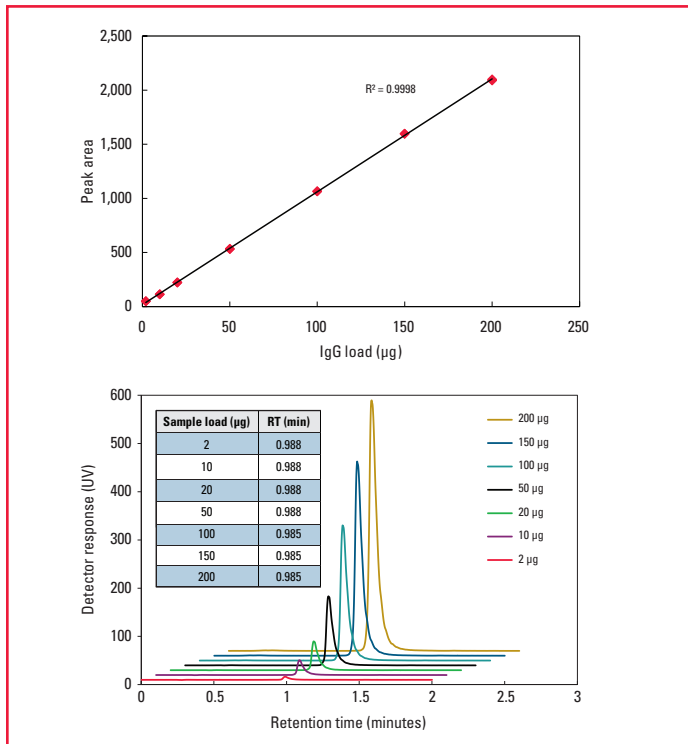 2,500
2,000
1,500
1,000
500
0
Peak area
R² = 0.9998
0 50 100 150 200 250
IgG load (µg)
600
500
400
300
200
100
0
Detector response (UV)
Sample load (µg) RT (min)
2 0.988
10 0.988
20 0.988
50 0.988
100 0.985
150 0.985
200 0.985
200 µg
150 µg
100 µg
50 µg
20 µg
10 µg
2 µg
0 0.5 1 1.5 2 2.5 3
Retention time (minutes)